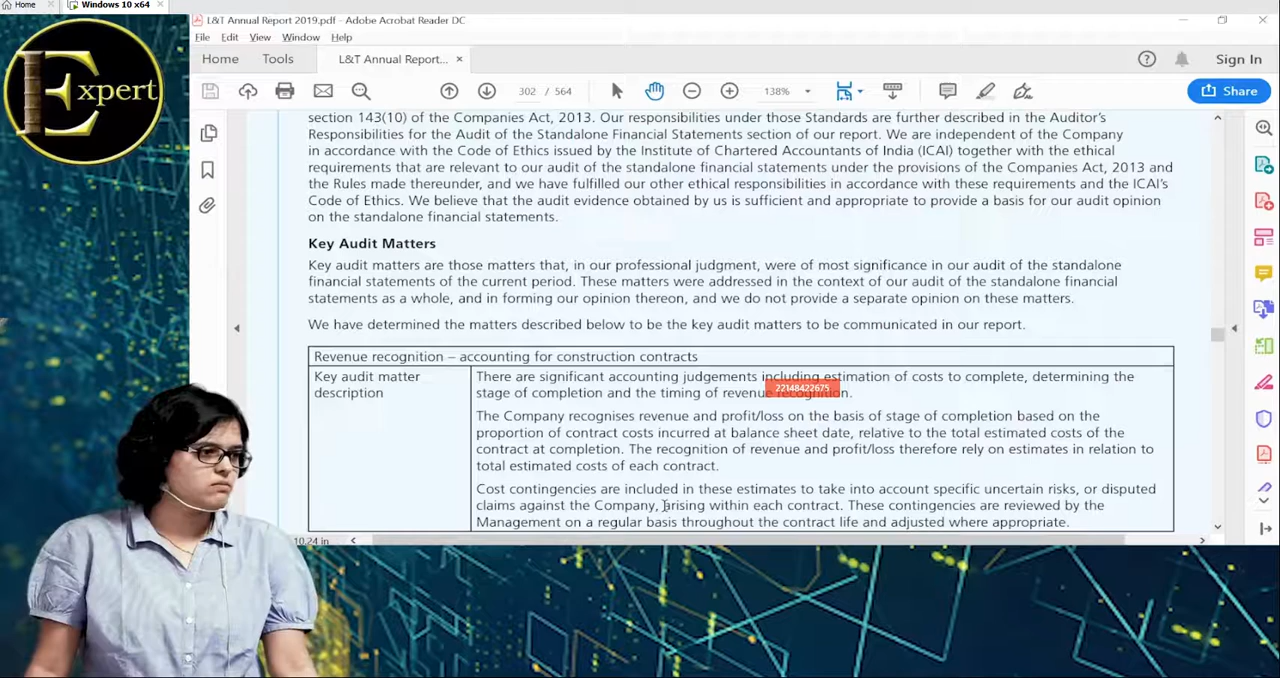 Home
Windows 10 x64
Expert
L&T Annual Report 2019.pdf - Adobe Acrobat Reader DC
File Edit View Window Help
Home Tools L&T Annual Report... ×
Sign In
302 / 564
138%
Share
section 143(10) of the Companies Act, 2013. Our responsibilities under those Standards are further described in the Auditor's
Responsibilities for the Audit of the Standalone Financial Statements section of our report. We are independent of the Company
in accordance with the Code of Ethics issued by the Institute of Chartered Accountants of India (ICAI) together with the ethical
requirements that are relevant to our audit of the standalone financial statements under the provisions of the Companies Act, 2013 and
the Rules made thereunder, and we have fulfilled our other ethical responsibilities in accordance with these requirements and the ICAI's
Code of Ethics. We believe that the audit evidence obtained by us is sufficient and appropriate to provide a basis for our audit opinion
on the standalone financial statements.
Key Audit Matters
Key audit matters are those matters that, in our professional judgment, were of most significance in our audit of the standalone
financial statements of the current period. These matters were addressed in the context of our audit of the standalone financial
statements as a whole, and in forming our opinion thereon, and we do not provide a separate opinion on these matters.
We have determined the matters described below to be the key audit matters to be communicated in our report.
Revenue recognition – accounting for construction contracts
Key audit matter
description
There are significant accounting judgements including estimation of costs to complete, determining the
stage of completion and the timing of revenue recognition.
22148422675
The Company recognises revenue and profit/loss on the basis of stage of completion based on the
proportion of contract costs incurred at balance sheet date, relative to the total estimated costs of the
contract at completion. The recognition of revenue and profit/loss therefore rely on estimates in relation to
total estimated costs of each contract.
Cost contingencies are included in these estimates to take into account specific uncertain risks, or disputed
claims against the Company, arising within each contract. These contingencies are reviewed by the
Management on a regular basis throughout the contract life and adjusted where appropriate.
10.24 in